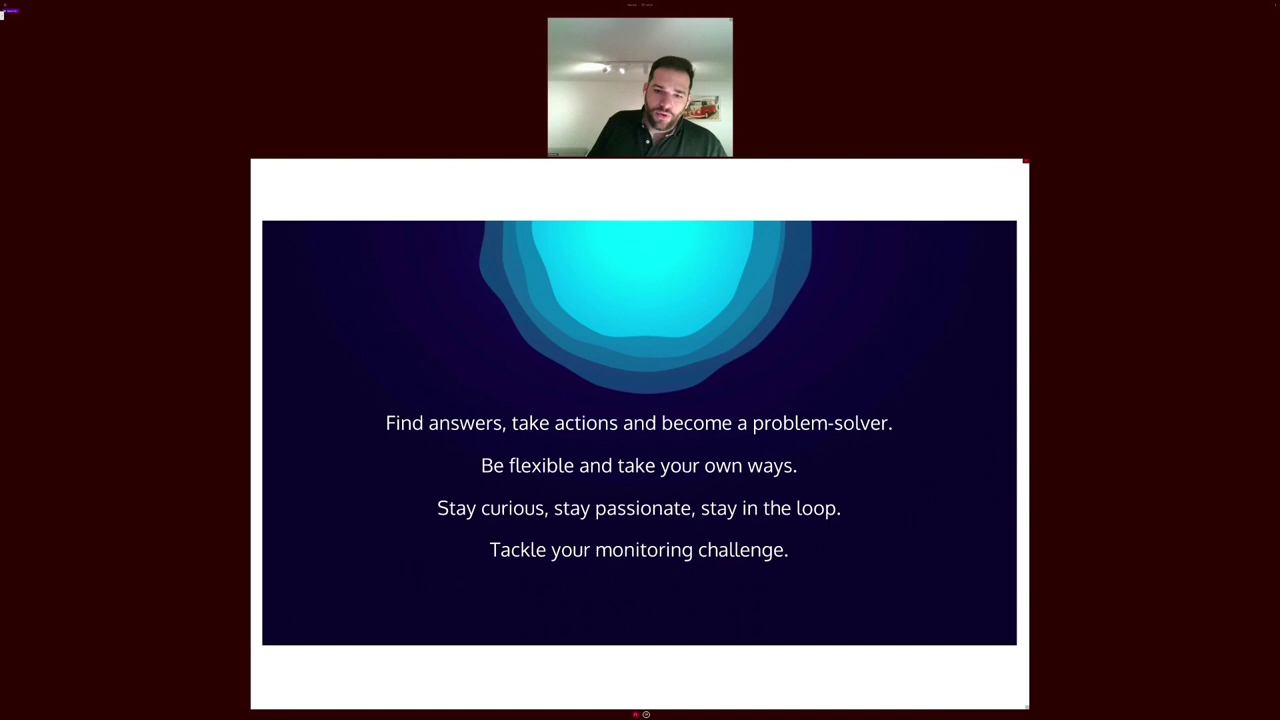 Find answers, take actions and become a problem-solver.
Be flexible and take your own ways.
Stay curious, stay passionate, stay in the loop.
Tackle your monitoring challenge.